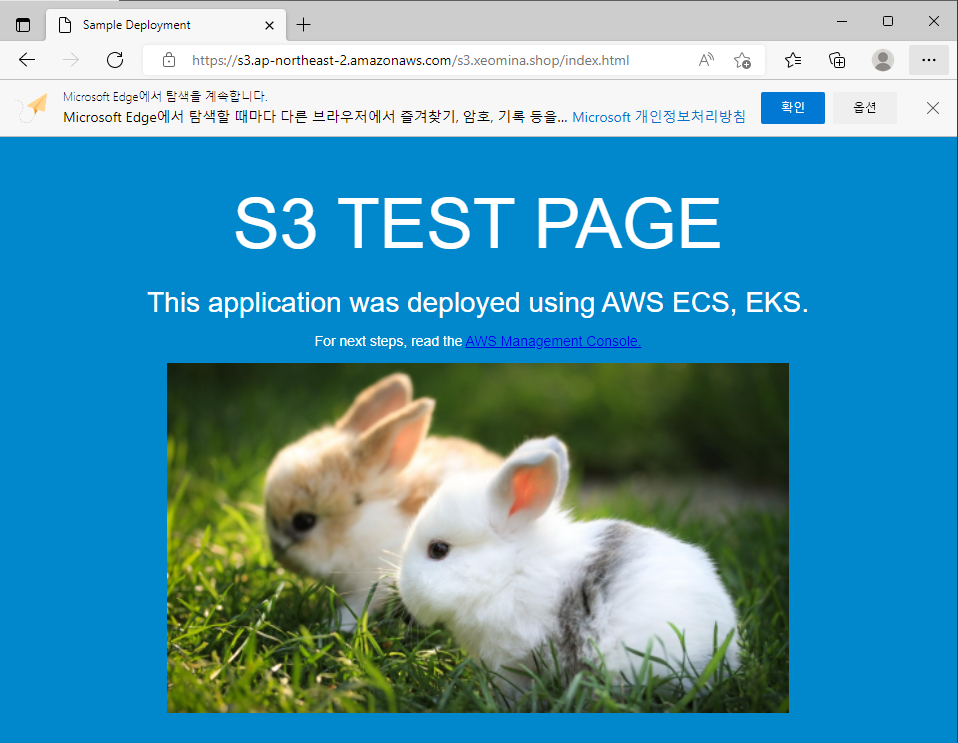 Sample Deployment
https://s3.ap-northeast-2.amazonaws.com/s3.xeomina.shop/index.html
Microsoft Edge에서 탐색을 계속합니다.
Microsoft Edge에서 탐색할 때마다 다른 브라우저에서 즐겨찾기, 암호, 기록 등을... Microsoft 개인정보처리방침 확인 옵션
S3 TEST PAGE
This application was deployed using AWS ECS, EKS.
For next steps, read the AWS Management Console.